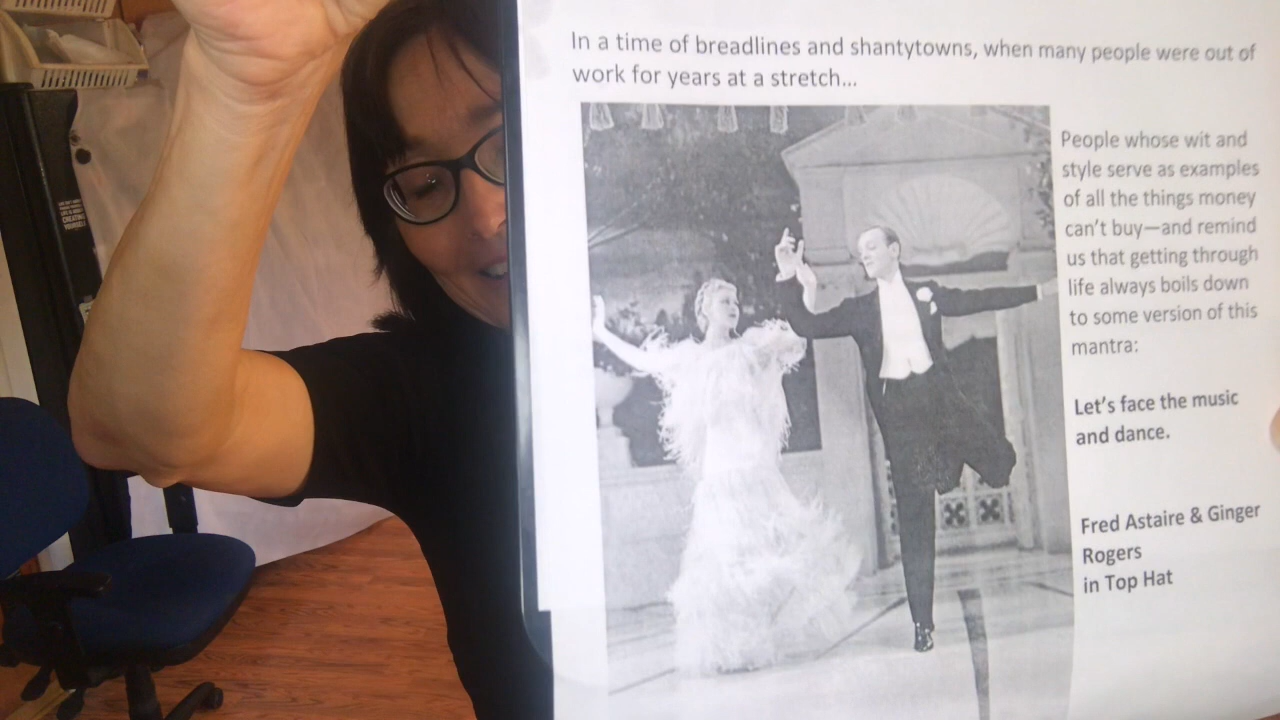 In a time of breadlines and shantytowns, when many people were out of
work for years at a stretch...
People whose wit and
style serve as examples
of all the things money
can't buy—and remind
us that getting through
life always boils down
to some version of this
mantra:
Let's face the music
and dance.
Fred Astaire & Ginger
Rogers
in Top Hat
CREATING
YOURSELF